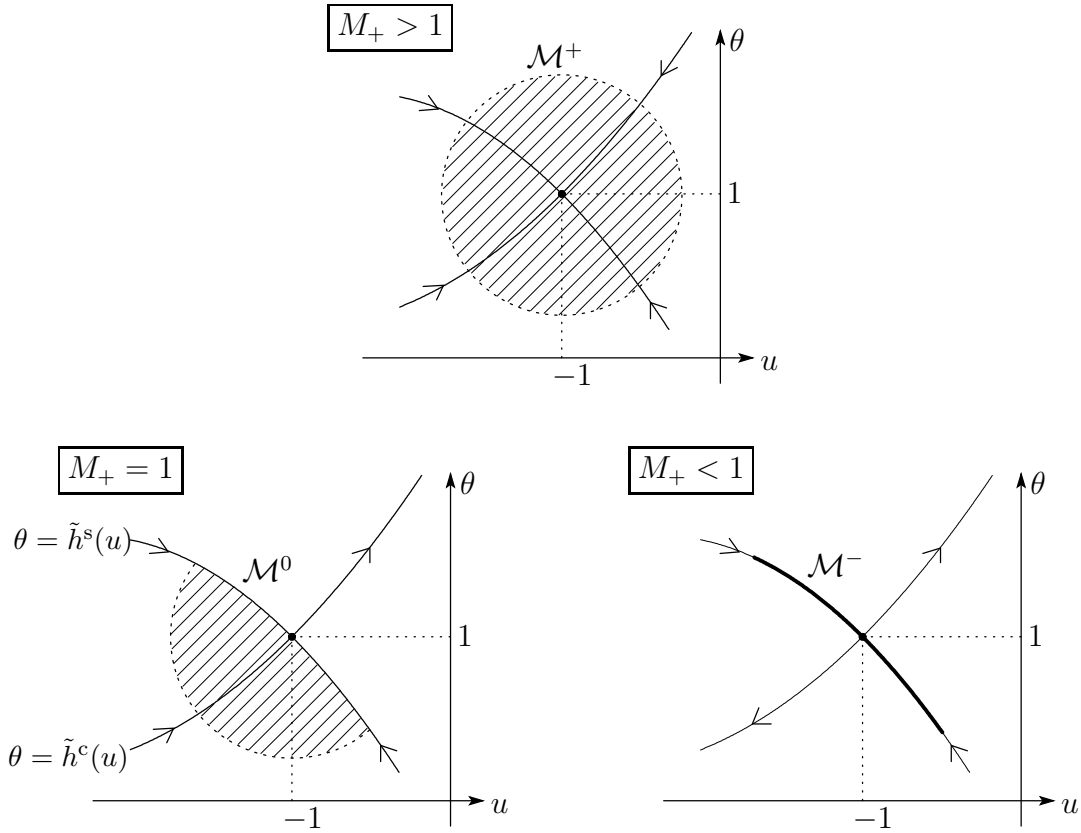 M₊ > 1
𝓜⁺
θ
1
−1
u
M₊ = 1
θ
θ = h̃ˢ(u)
𝓜⁰
1
θ = h̃ᶜ(u)
−1
u
M₊ < 1
θ
𝓜⁻
1
−1
u